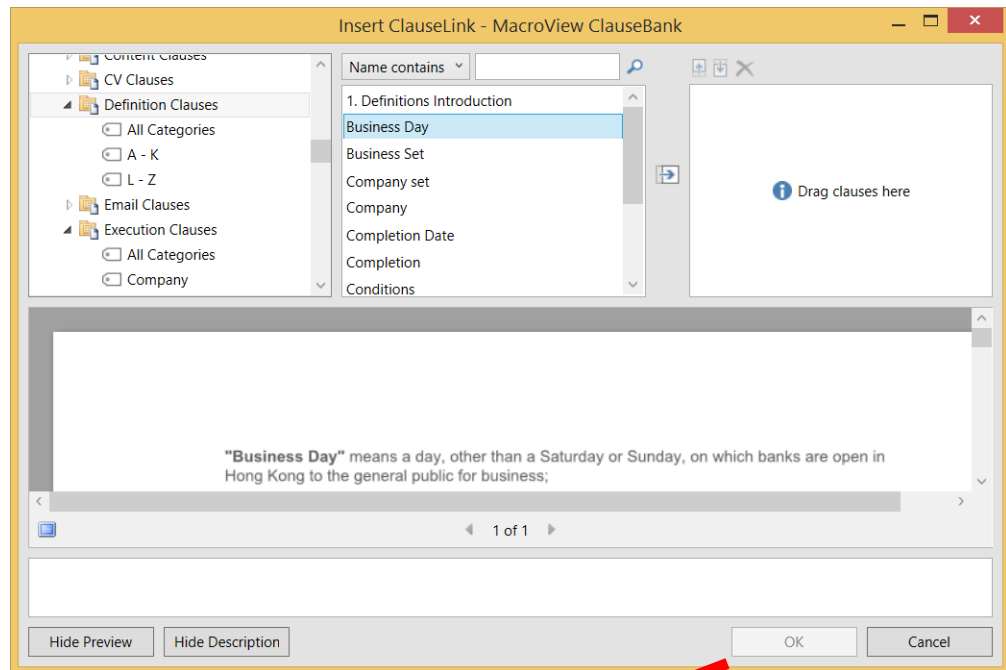 Insert ClauseLink - MacroView ClauseBank
Content Clauses
CV Clauses
Definition Clauses
All Categories
A - K
L - Z
Email Clauses
Execution Clauses
All Categories
Company
Name contains
1. Definitions Introduction
Business Day
Business Set
Company set
Company
Completion Date
Completion
Conditions
Drag clauses here
"Business Day" means a day, other than a Saturday or Sunday, on which banks are open in
Hong Kong to the general public for business;
1 of 1
Hide Preview
Hide Description
OK
Cancel